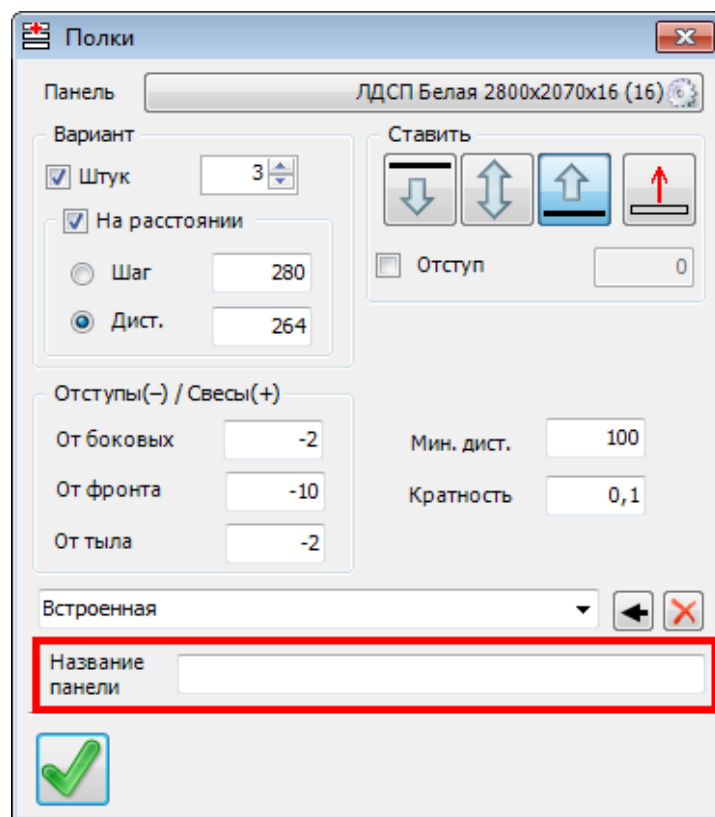 Полки
Панель ЛДСП Белая 2800x2070x16 (16)
Вариант
Штук 3
На расстоянии
Шаг 280
Дист. 264
Ставить
Отступ 0
Отступы(–) / Свесы(+)
От боковых -2
От фронта -10
От тыла -2
Мин. дист. 100
Кратность 0,1
Встроенная
Название
панели